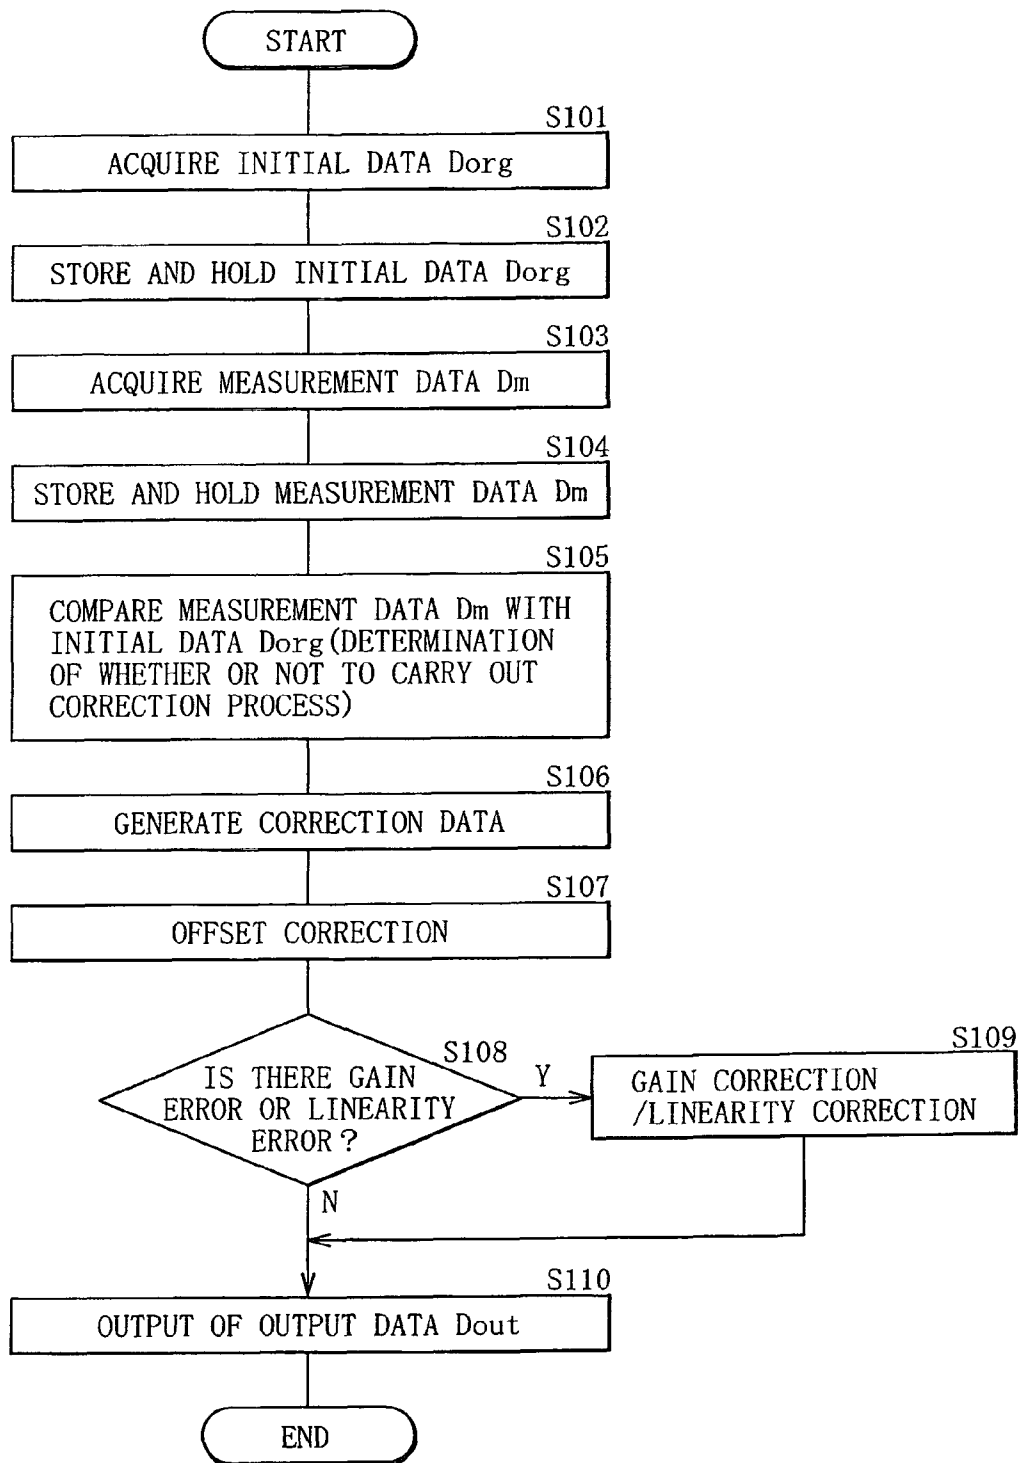 START
S101
ACQUIRE INITIAL DATA Dorg
S102
STORE AND HOLD INITIAL DATA Dorg
S103
ACQUIRE MEASUREMENT DATA Dm
S104
STORE AND HOLD MEASUREMENT DATA Dm
S105
COMPARE MEASUREMENT DATA Dm WITH
INITIAL DATA Dorg(DETERMINATION
OF WHETHER OR NOT TO CARRY OUT
CORRECTION PROCESS)
S106
GENERATE CORRECTION DATA
S107
OFFSET CORRECTION
S108
IS THERE GAIN
ERROR OR LINEARITY
ERROR?
Y
S109
GAIN CORRECTION
/LINEARITY CORRECTION
N
S110
OUTPUT OF OUTPUT DATA Dout
END